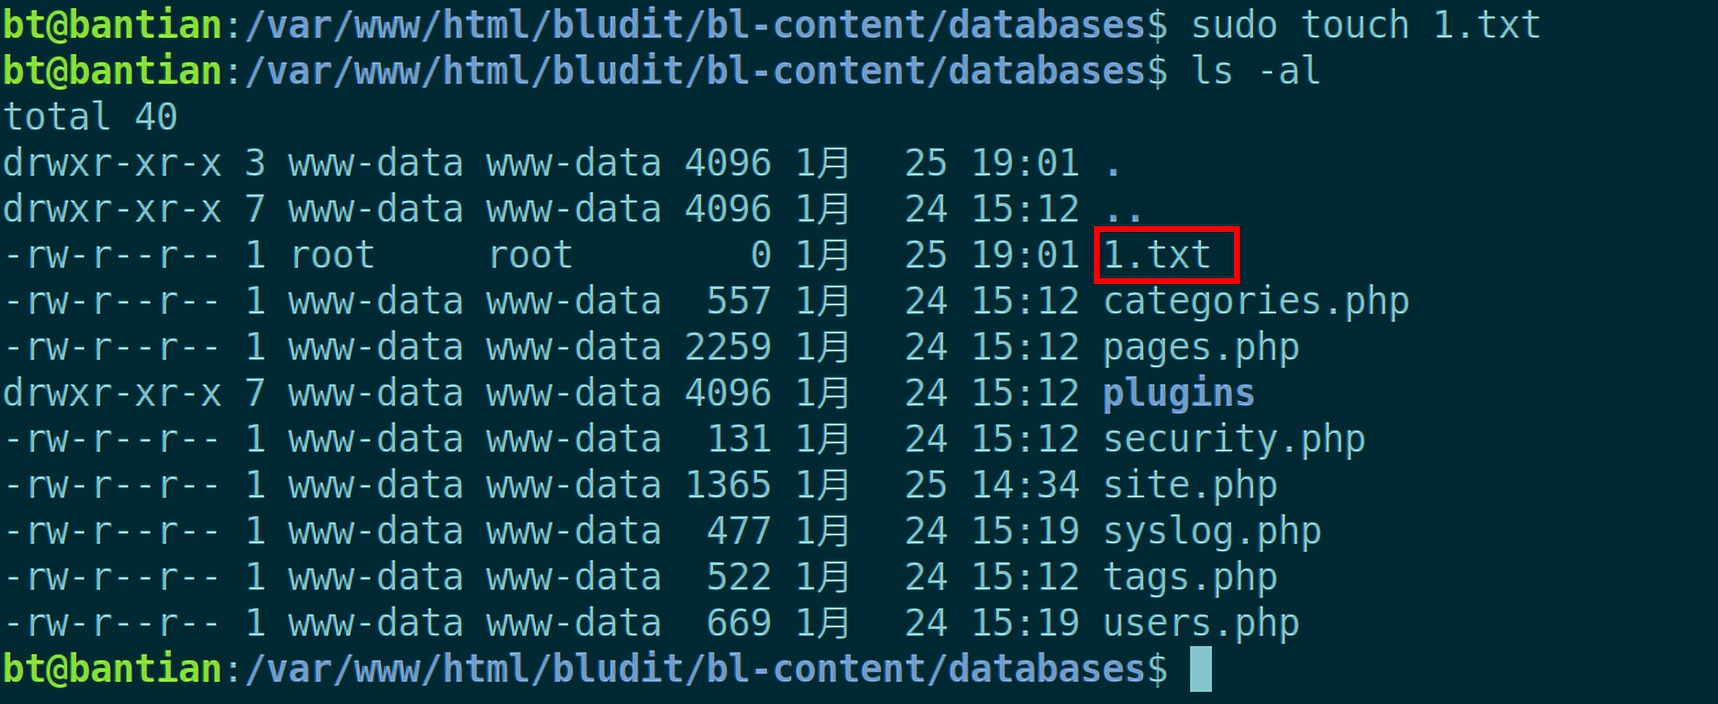 bt@bantian:/var/www/html/bludit/bl-content/databases$ sudo touch 1.txt
bt@bantian:/var/www/html/bludit/bl-content/databases$ ls -al
total 40
drwxr-xr-x 3 www-data www-data 4096 1月  25 19:01 .
drwxr-xr-x 7 www-data www-data 4096 1月  24 15:12 ..
-rw-r--r-- 1 root     root        0 1月  25 19:01 1.txt
-rw-r--r-- 1 www-data www-data  557 1月  24 15:12 categories.php
-rw-r--r-- 1 www-data www-data 2259 1月  24 15:12 pages.php
drwxr-xr-x 7 www-data www-data 4096 1月  24 15:12 plugins
-rw-r--r-- 1 www-data www-data  131 1月  24 15:12 security.php
-rw-r--r-- 1 www-data www-data 1365 1月  25 14:34 site.php
-rw-r--r-- 1 www-data www-data  477 1月  24 15:19 syslog.php
-rw-r--r-- 1 www-data www-data  522 1月  24 15:12 tags.php
-rw-r--r-- 1 www-data www-data  669 1月  24 15:19 users.php
bt@bantian:/var/www/html/bludit/bl-content/databases$